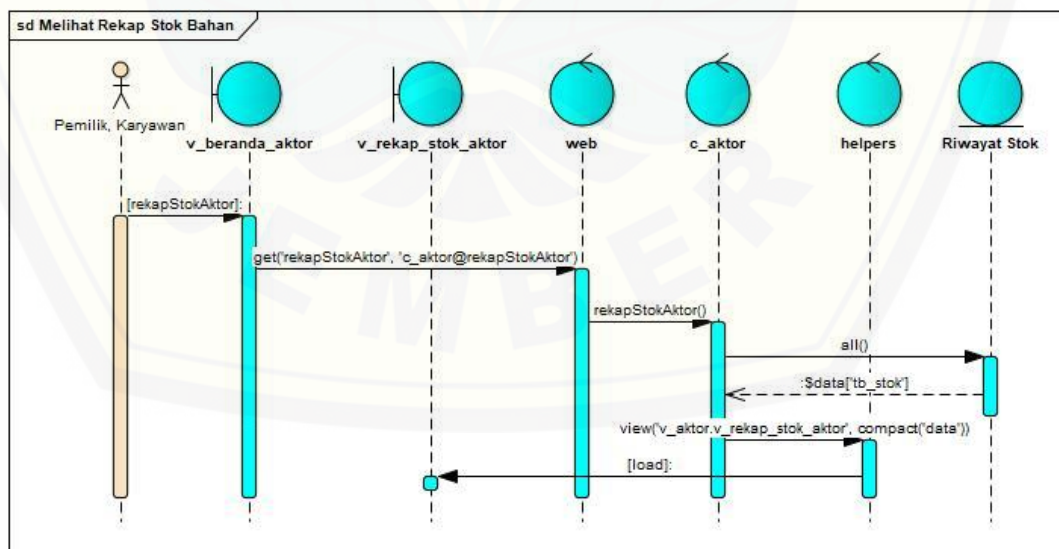 sd Melihat Rekap Stok Bahan
Pemilik, Karyawan
v_beranda_aktor
v_rekap_stok_aktor
web
c_aktor
helpers
Riwayat Stok
[rekapStokAktor]:
get('rekapStokAktor', 'c_aktor@rekapStokAktor')
rekapStokAktor()
all()
:$data['tb_stok']
view('v_aktor.v_rekap_stok_aktor', compact('data'))
[load]:
JEMBER